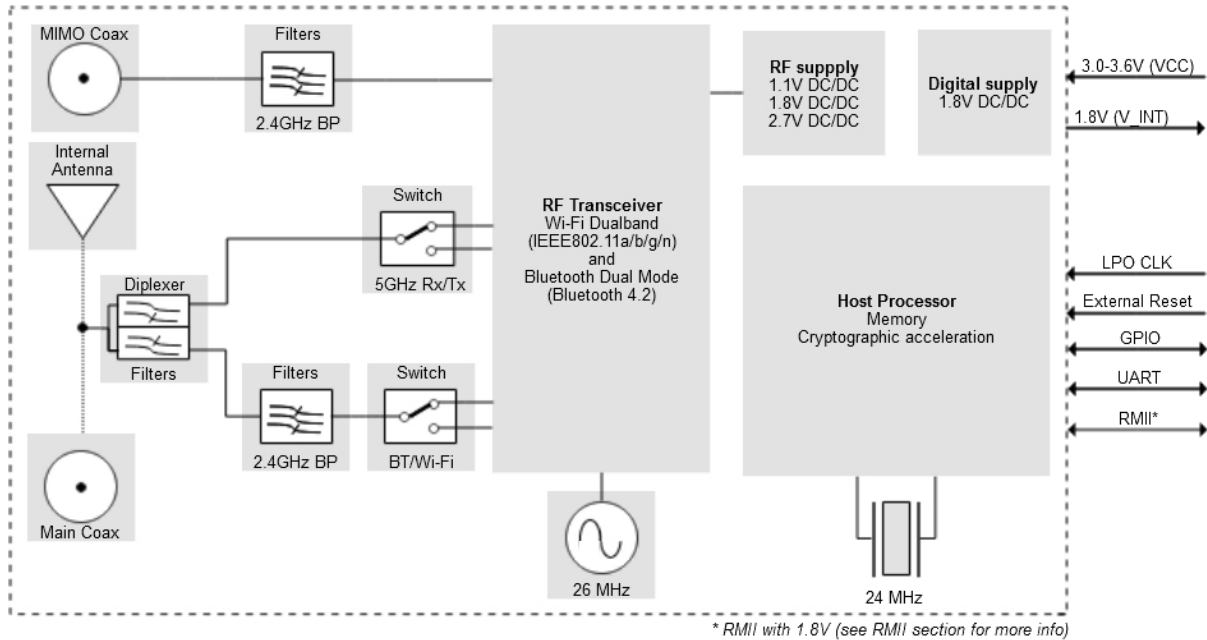 MIMO Coax
Filters
2.4GHz BP
Internal
Antenna
Switch
5GHz Rx/Tx
Diplexer
Filters
Filters
2.4GHz BP
Switch
BT/Wi-Fi
Main Coax
RF Transceiver
Wi-Fi Dualband
(IEEE802.11a/b/g/n)
and
Bluetooth Dual Mode
(Bluetooth 4.2)
26 MHz
RF suppply
1.1V DC/DC
1.8V DC/DC
2.7V DC/DC
Digital supply
1.8V DC/DC
Host Processor
Memory
Cryptographic acceleration
24 MHz
3.0-3.6V (VCC)
1.8V (V_INT)
LPO CLK
External Reset
GPIO
UART
RMII*
* RMII with 1.8V (see RMII section for more info)